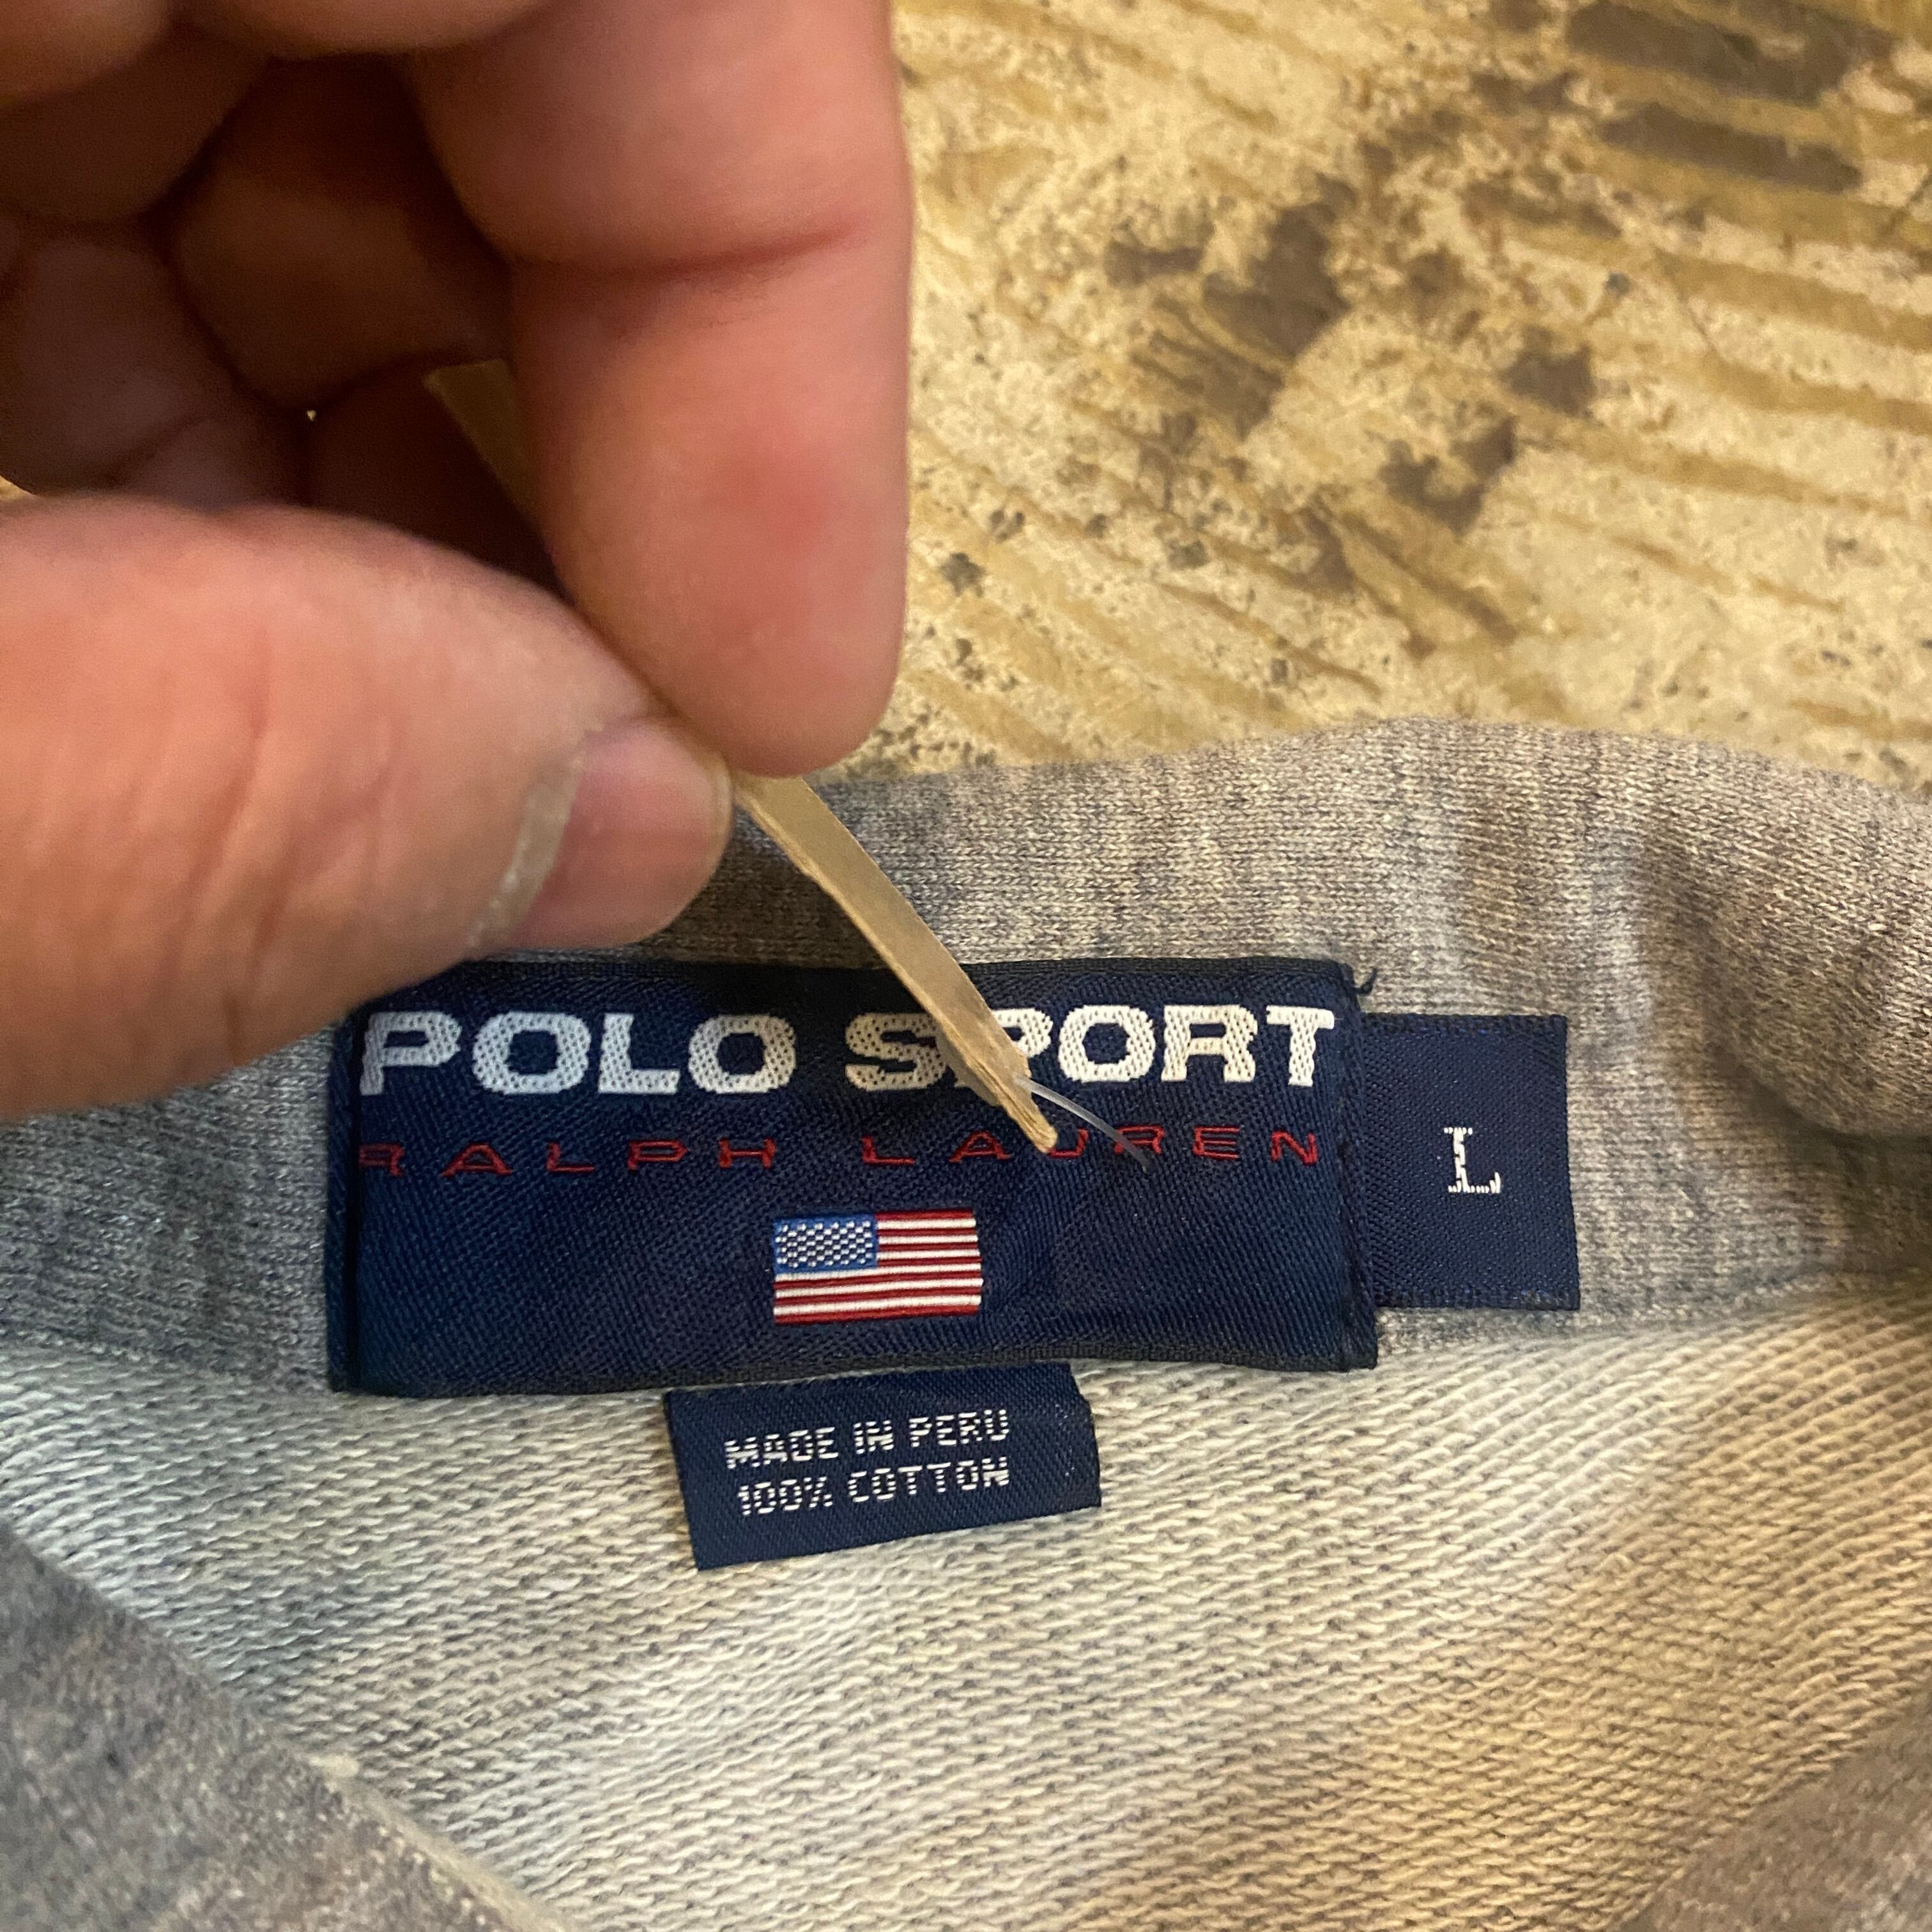 POLO SPORT
RALPH LAUREN
L
MADE IN PERU
100% COTTON